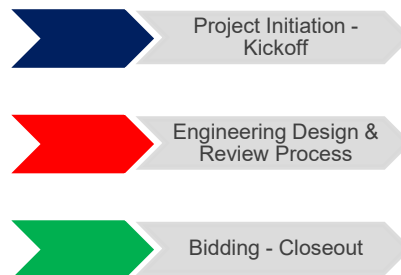 Project Initiation -
Kickoff
Engineering Design &
Review Process
Bidding - Closeout